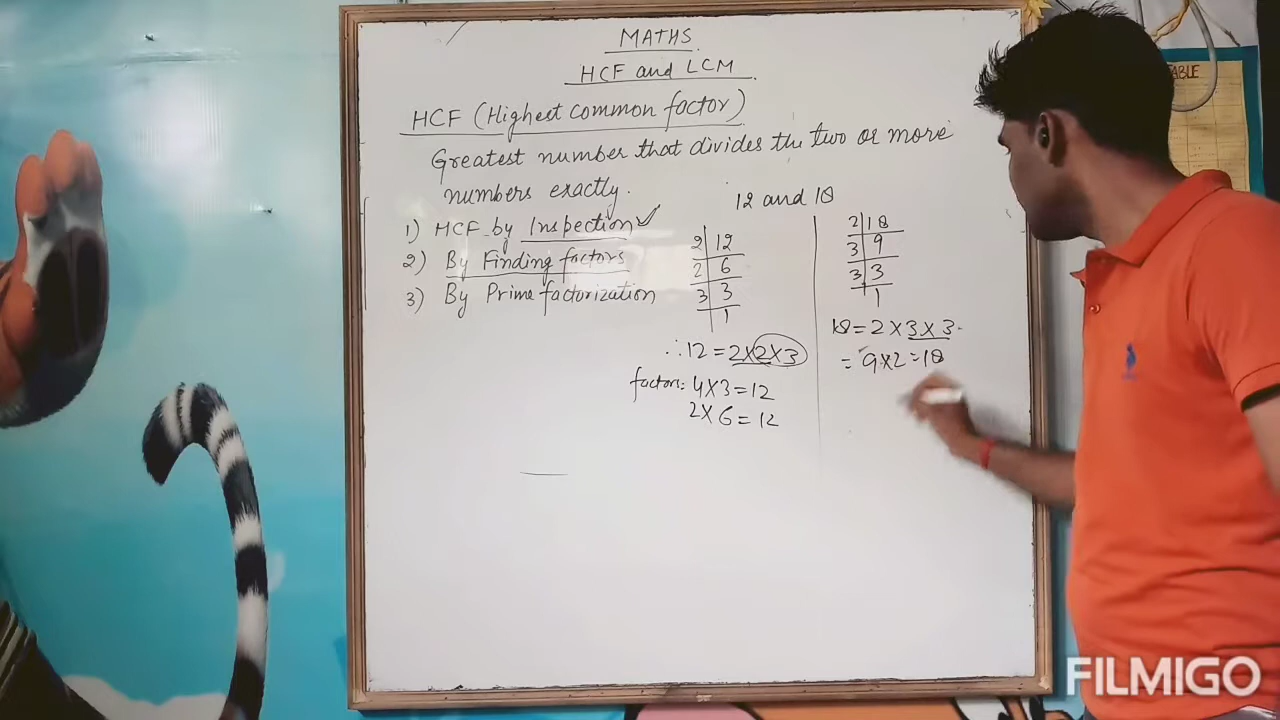 MATHS
HCF and LCM
HCF (Highest common factor)
Greatest number that divides the two or more
numbers exactly.
12 and 18
1) HCF by Inspection ✓
2) By Finding factors
3) By Prime factorization
2 | 12
2 | 6
3 | 3
1
∴ 12 = 2×2×3
factors: 4×3=12
2×6=12
2 | 18
3 | 9
3 | 3
1
18 = 2×3×3
= 9×2=18
TABLE
FILMIGO